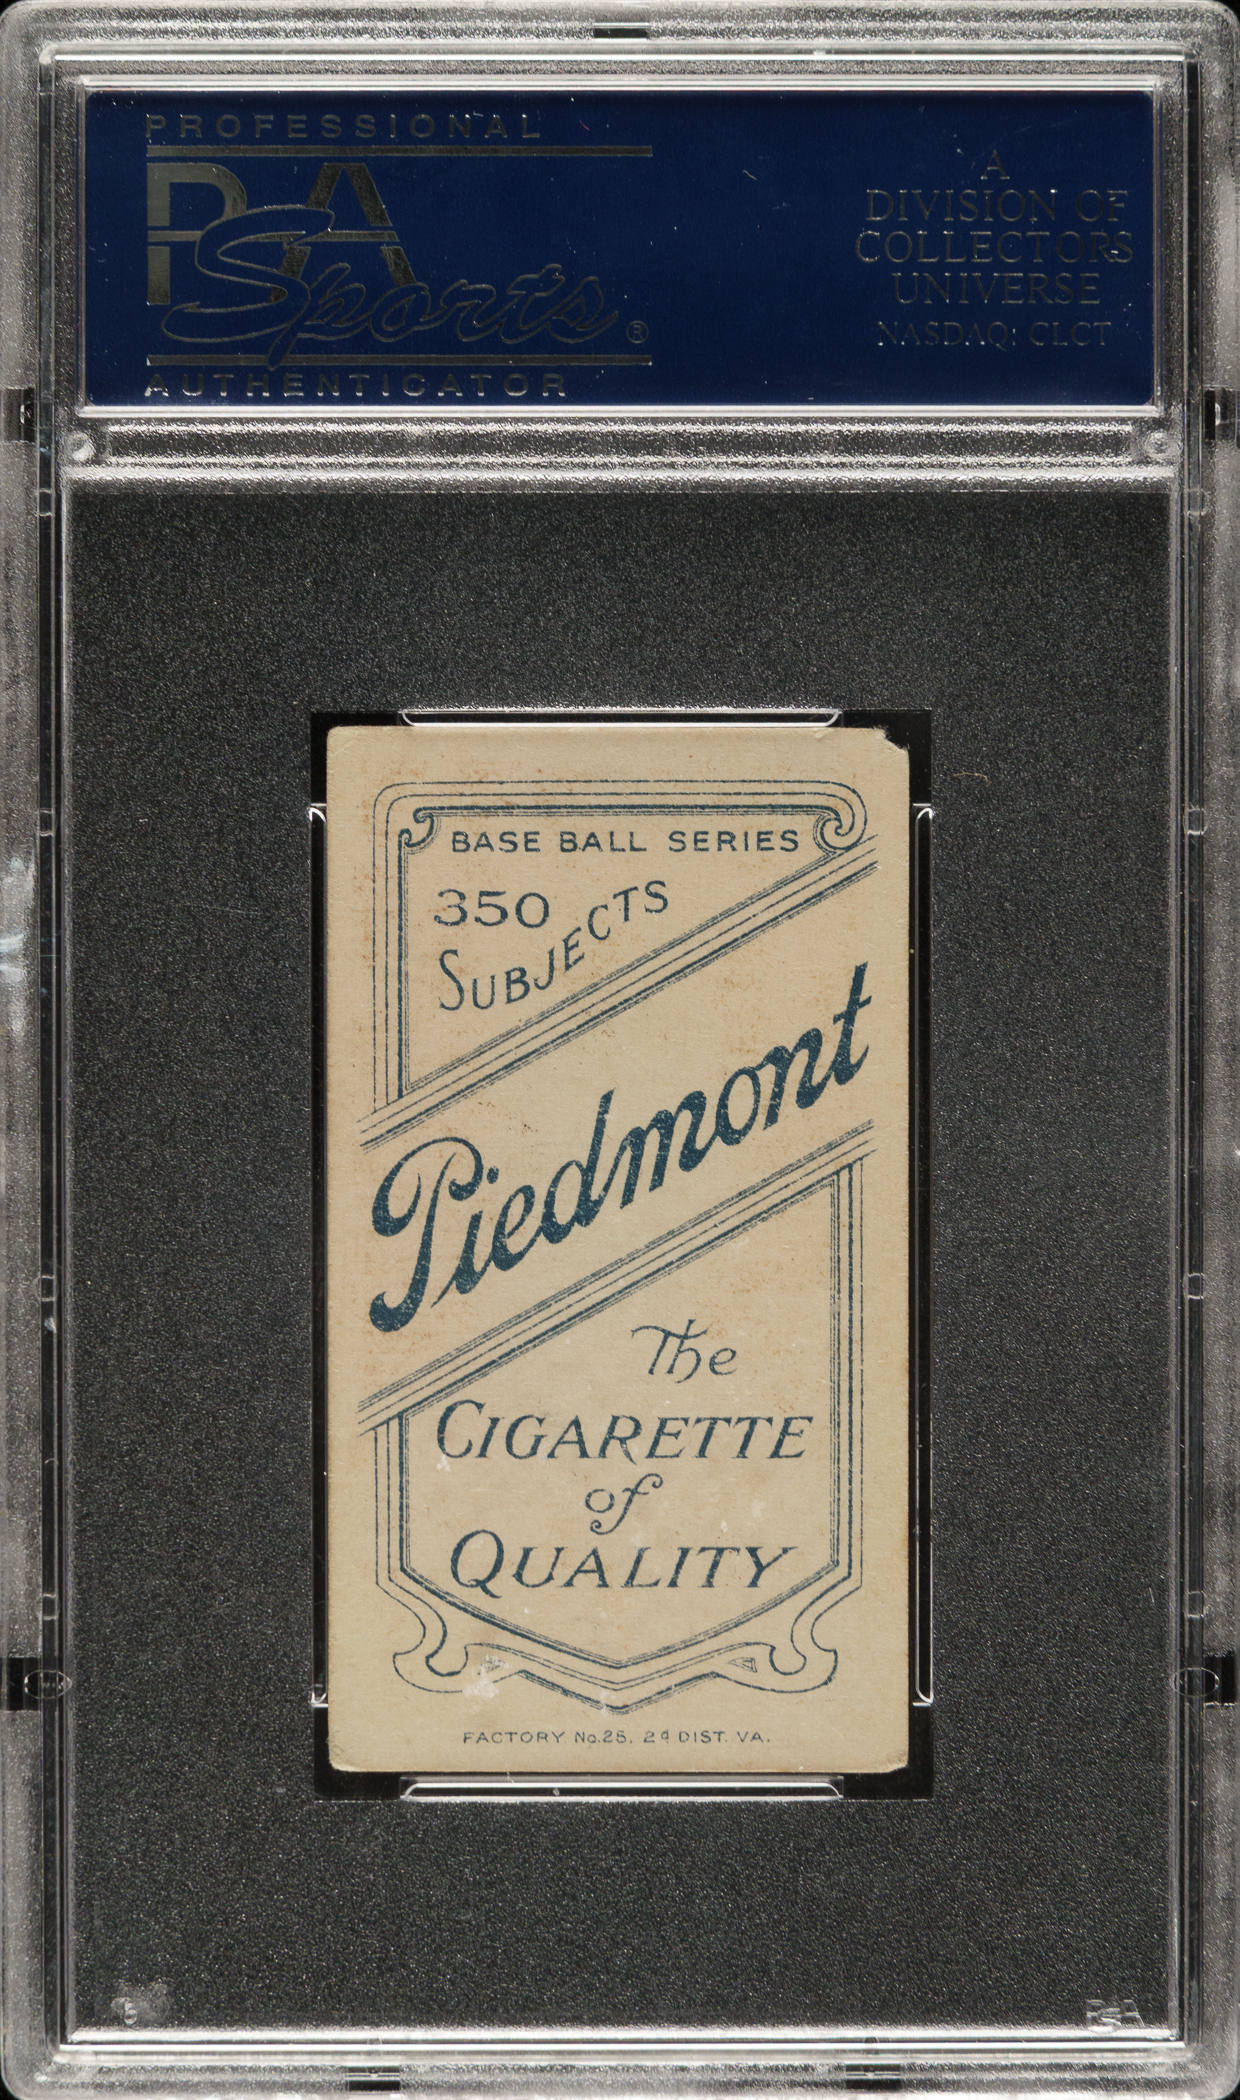 PROFESSIONAL
PSA
Sports®
AUTHENTICATOR
A
DIVISION OF
COLLECTORS
UNIVERSE
NASDAQ: CLCT
BASE BALL SERIES
350
SUBJECTS
Piedmont
The
CIGARETTE
of
QUALITY
FACTORY No.25, 2d DIST. VA.
PSA